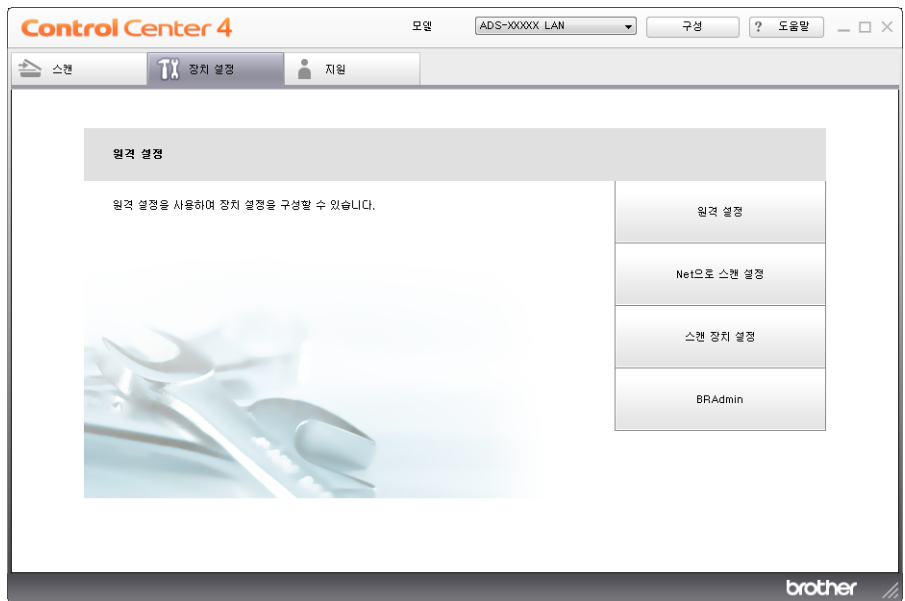 Control Center 4 모델 ADS-XXXXX LAN 구성 ? 도움말
스캔 장치 설정 지원
원격 설정
원격 설정을 사용하여 장치 설정을 구성할 수 있습니다.
원격 설정
Net으로 스캔 설정
스캔 장치 설정
BRAdmin
brother